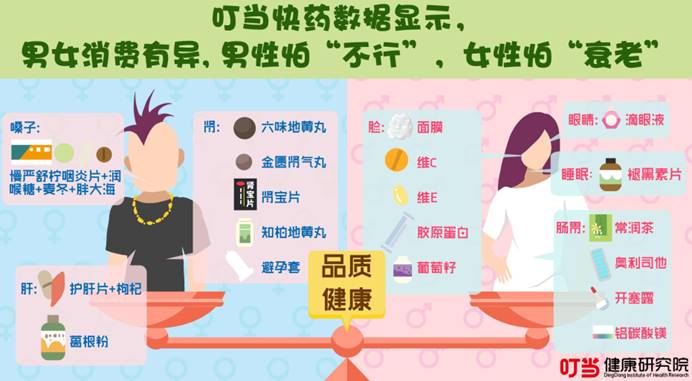 叮当快药数据显示，
男女消费有异，男性怕“不行”，女性怕“衰老”
嗓子：
慢严舒柠咽炎片+润
喉糖+麦冬+胖大海
肝：
护肝片+枸杞
葛根粉
肾：
六味地黄丸
金匮肾气丸
肾宝片
肾宝片
知柏地黄丸
避孕套
脸：
面膜
维C
维E
胶原蛋白
葡萄籽
眼睛：
滴眼液
睡眠：
褪黑素片
肠胃：
常润茶
奥利司他
开塞露
铝碳酸镁
品质
健康
叮当 健康研究院
DingDang Institute of Health Research